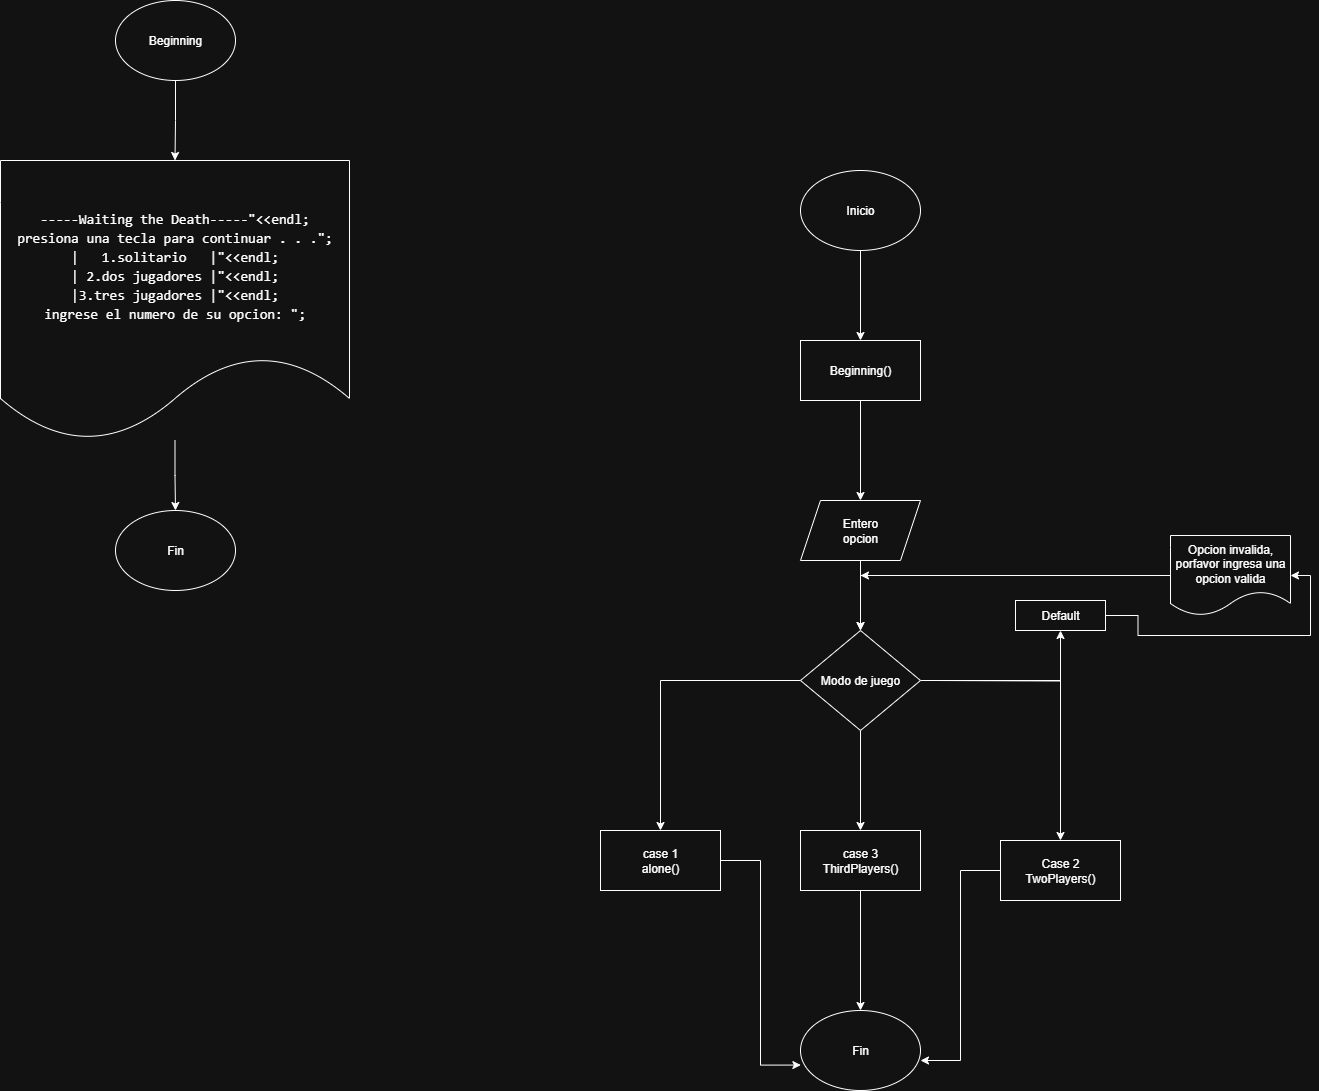 Beginning
-----Waiting the Death-----"<<endl;
presiona una tecla para continuar . . .";
|   1.solitario   |"<<endl;
| 2.dos jugadores |"<<endl;
|3.tres jugadores |"<<endl;
ingrese el numero de su opcion: ";
Fin
Inicio
Beginning()
Entero
opcion
Opcion invalida,
porfavor ingresa una
opcion valida
Default
Modo de juego
case 1
alone()
case 3
ThirdPlayers()
Case 2
TwoPlayers()
Fin